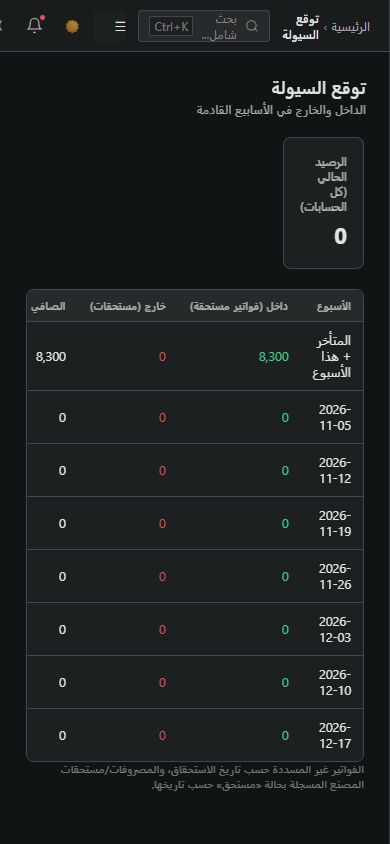 الرئيسية › توقع السيولة
بحث شامل... Ctrl+K
توقع السيولة
الداخل والخارج في الأسابيع القادمة
الرصيد
الحالي
(كل
الحسابات)
0
الأسبوع داخل (فواتير مستحقة) خارج (مستحقات) الصافي
المتأخر + هذا الأسبوع 8,300 0 8,300
2026-11-05 0 0 0
2026-11-12 0 0 0
2026-11-19 0 0 0
2026-11-26 0 0 0
2026-12-03 0 0 0
2026-12-10 0 0 0
2026-12-17 0 0 0
الفواتير غير المسددة حسب تاريخ الاستحقاق، والمصروفات/مستحقات
المصنع المسجلة بحالة «مستحق» حسب تاريخها.